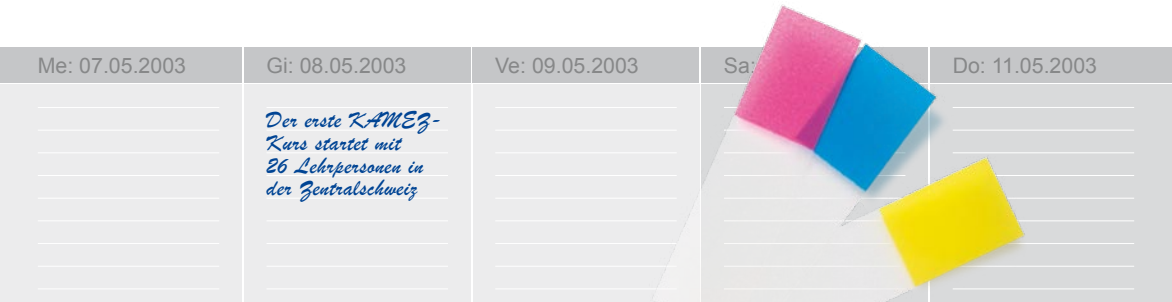 Me: 07.05.2003
Gi: 08.05.2003
Ve: 09.05.2003
Sa:
Do: 11.05.2003
Der erste KAMEZ-
Kurs startet mit
26 Lehrpersonen in
der Zentralschweiz